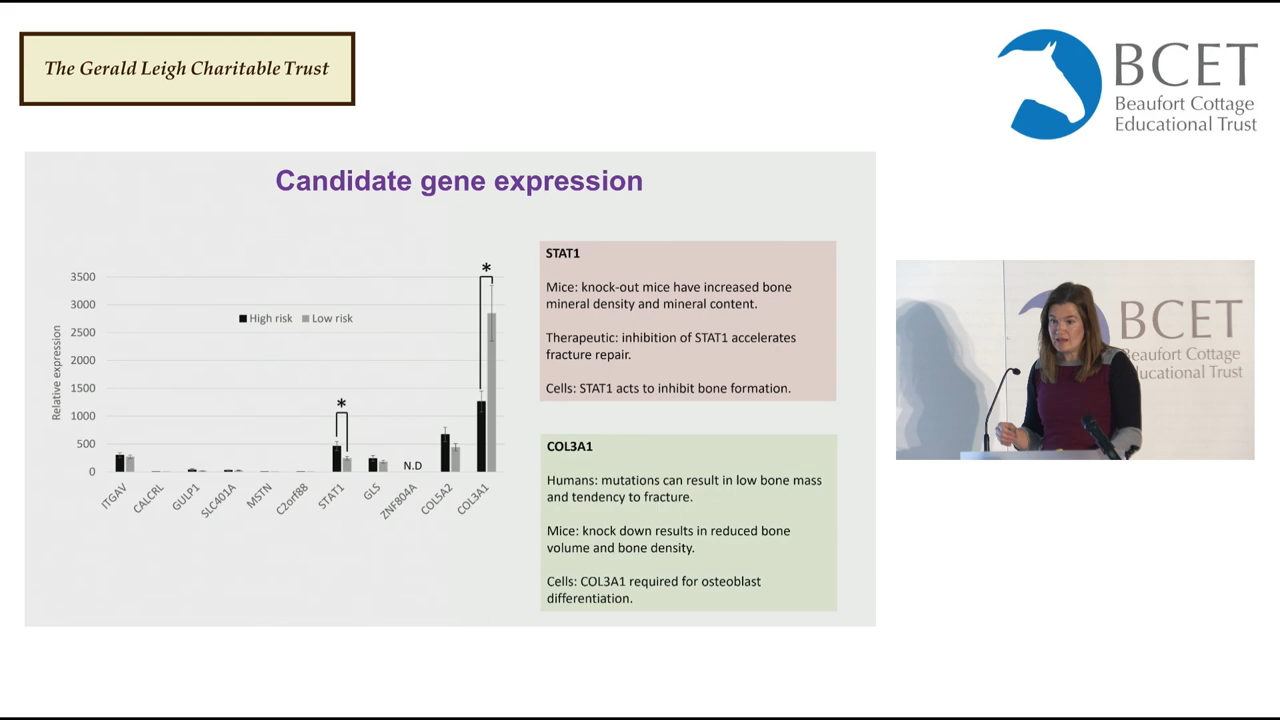 The Gerald Leigh Charitable Trust
BCET
Beaufort Cottage
Educational Trust
Candidate gene expression
Relative expression
3500
3000
2500
2000
1500
1000
500
0
High risk
Low risk
*
*
N.D
ITGAV
CALCRL
GULP1
SLC401A
MSTN
C2orf88
STAT1
GLS
ZNF804A
COL5A2
COL3A1
STAT1
Mice: knock-out mice have increased bone
mineral density and mineral content.
Therapeutic: inhibition of STAT1 accelerates
fracture repair.
Cells: STAT1 acts to inhibit bone formation.
COL3A1
Humans: mutations can result in low bone mass
and tendency to fracture.
Mice: knock down results in reduced bone
volume and bone density.
Cells: COL3A1 required for osteoblast
differentiation.
BCET
Beaufort Cottage
ducational Trust